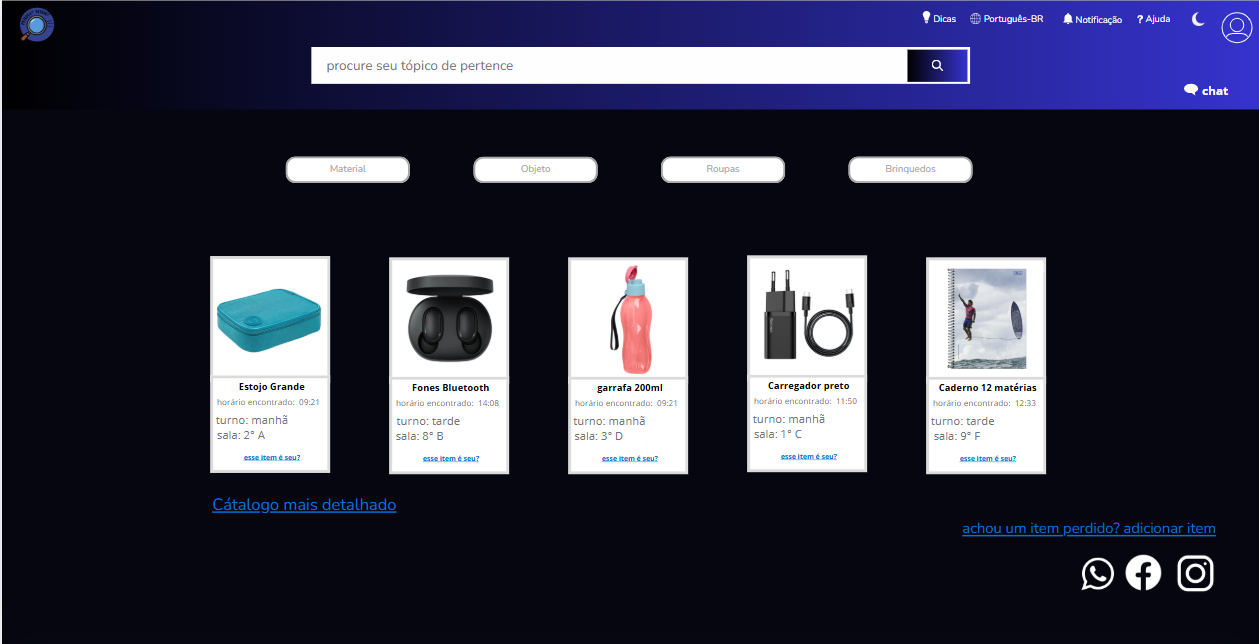 Dicas
Português-BR
Notificação
? Ajuda
procure seu tópico de pertence
chat
Material
Objeto
Roupas
Brinquedos
Estojo Grande
horário encontrado: 09:21
turno: manhã
sala: 2° A
esse item é seu?
Fones Bluetooth
horário encontrado: 14:08
turno: tarde
sala: 8° B
esse item é seu?
garrafa 200ml
horário encontrado: 09:21
turno: manhã
sala: 3° D
esse item é seu?
Carregador preto
horário encontrado: 11:50
turno: manhã
sala: 1° C
esse item é seu?
Caderno 12 matérias
horário encontrado: 12:33
turno: tarde
sala: 9° F
esse item é seu?
Cátalogo mais detalhado
achou um item perdido? adicionar item